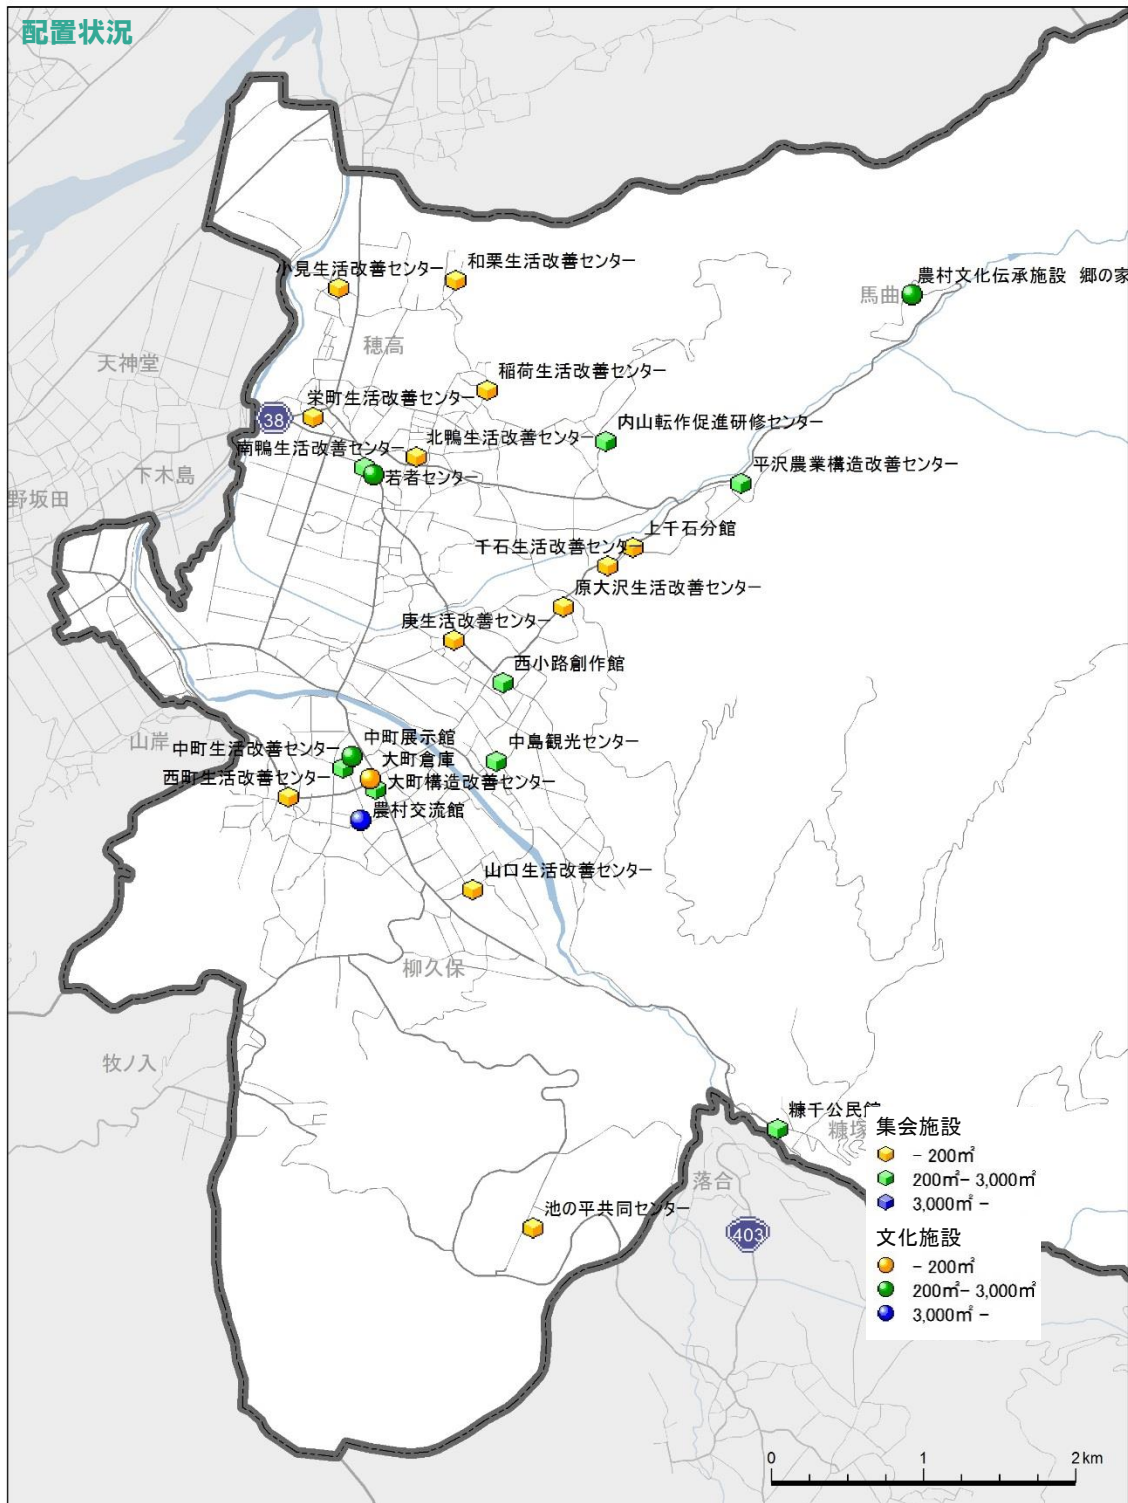 配置状況
小見生活改善センター
和栗生活改善センター
農村文化伝承施設 郷の家
馬曲
穂高
天神堂
稲荷生活改善センター
栄町生活改善センター
38
内山転作促進研修センター
北鴨生活改善センター
南鴨生活改善センター
平沢農業構造改善センター
下木島
若者センター
野坂田
上千石分館
千石生活改善センター
原大沢生活改善センター
庚生活改善センター
西小路創作館
山岸
中町展示館
中島観光センター
中町生活改善センター
大町倉庫
西町生活改善センター
大町構造改善センター
農村交流館
山口生活改善センター
柳久保
牧ノ入
糠千公民館
糠塚
落合
池の平共同センター
403
集会施設
- 200㎡
200㎡- 3,000㎡
3,000㎡ -
文化施設
- 200㎡
200㎡- 3,000㎡
3,000㎡ -
0 1 2 km